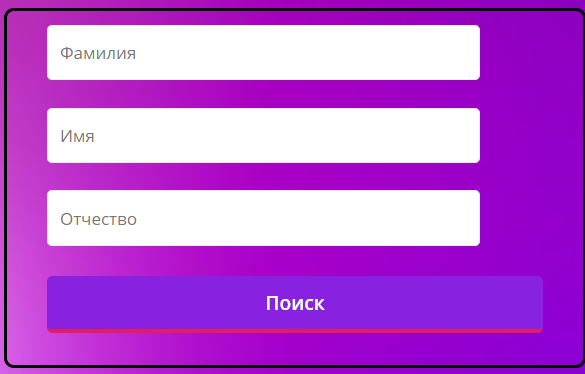 Фамилия
Имя
Отчество
Поиск